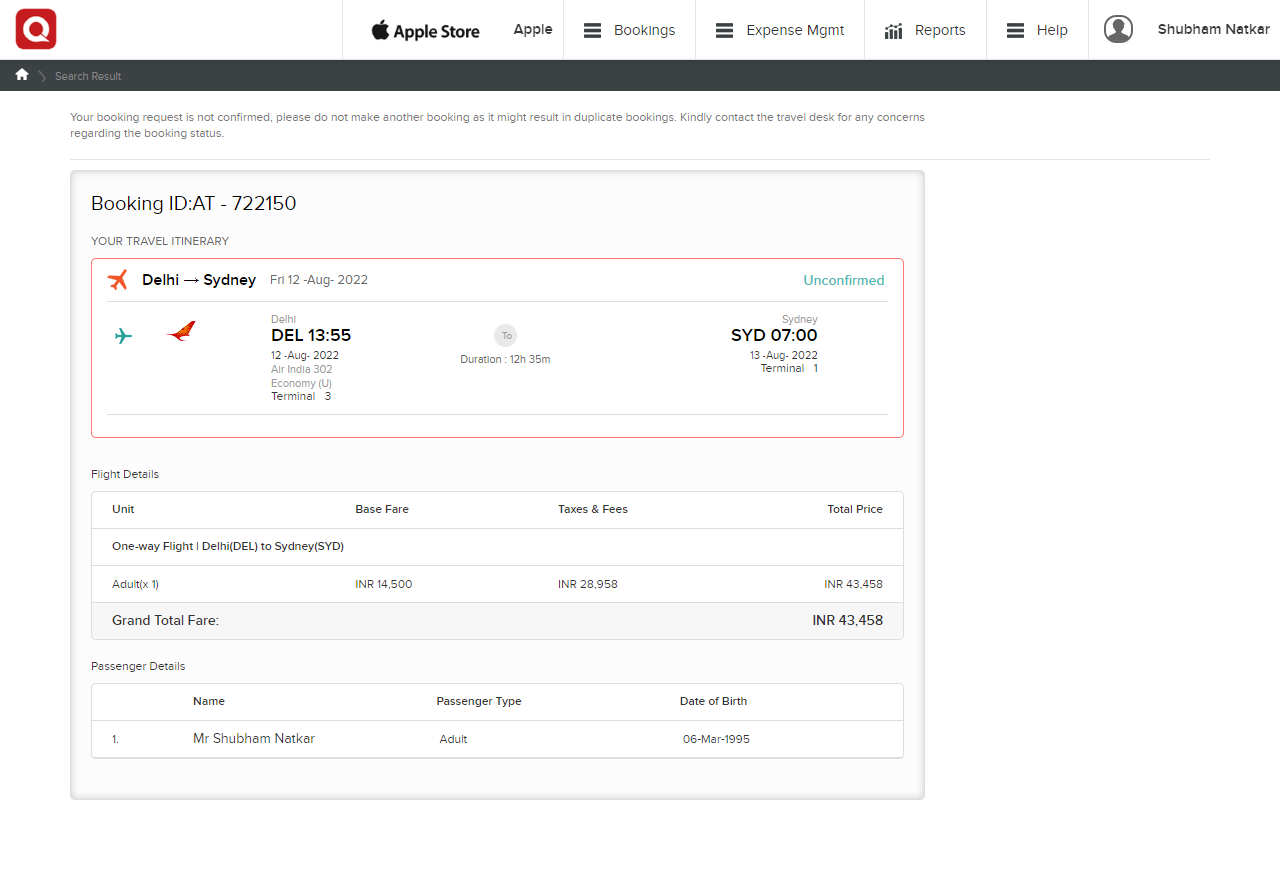 Apple Store
Apple
Bookings
Expense Mgmt
Reports
Help
Shubham Natkar
Search Result
Your booking request is not confirmed, please do not make another booking as it might result in duplicate bookings. Kindly contact the travel desk for any concerns
regarding the booking status.
Booking ID:AT - 722150
YOUR TRAVEL ITINERARY
Delhi → Sydney Fri 12 -Aug- 2022 Unconfirmed
Delhi
DEL 13:55
12 -Aug- 2022
Air India 302
Economy (U)
Terminal 3
To
Duration : 12h 35m
Sydney
SYD 07:00
13 -Aug- 2022
Terminal 1
Flight Details
Unit Base Fare Taxes & Fees Total Price
One-way Flight | Delhi(DEL) to Sydney(SYD)
Adult(x 1) INR 14,500 INR 28,958 INR 43,458
Grand Total Fare: INR 43,458
Passenger Details
Name Passenger Type Date of Birth
1. Mr Shubham Natkar Adult 06-Mar-1995